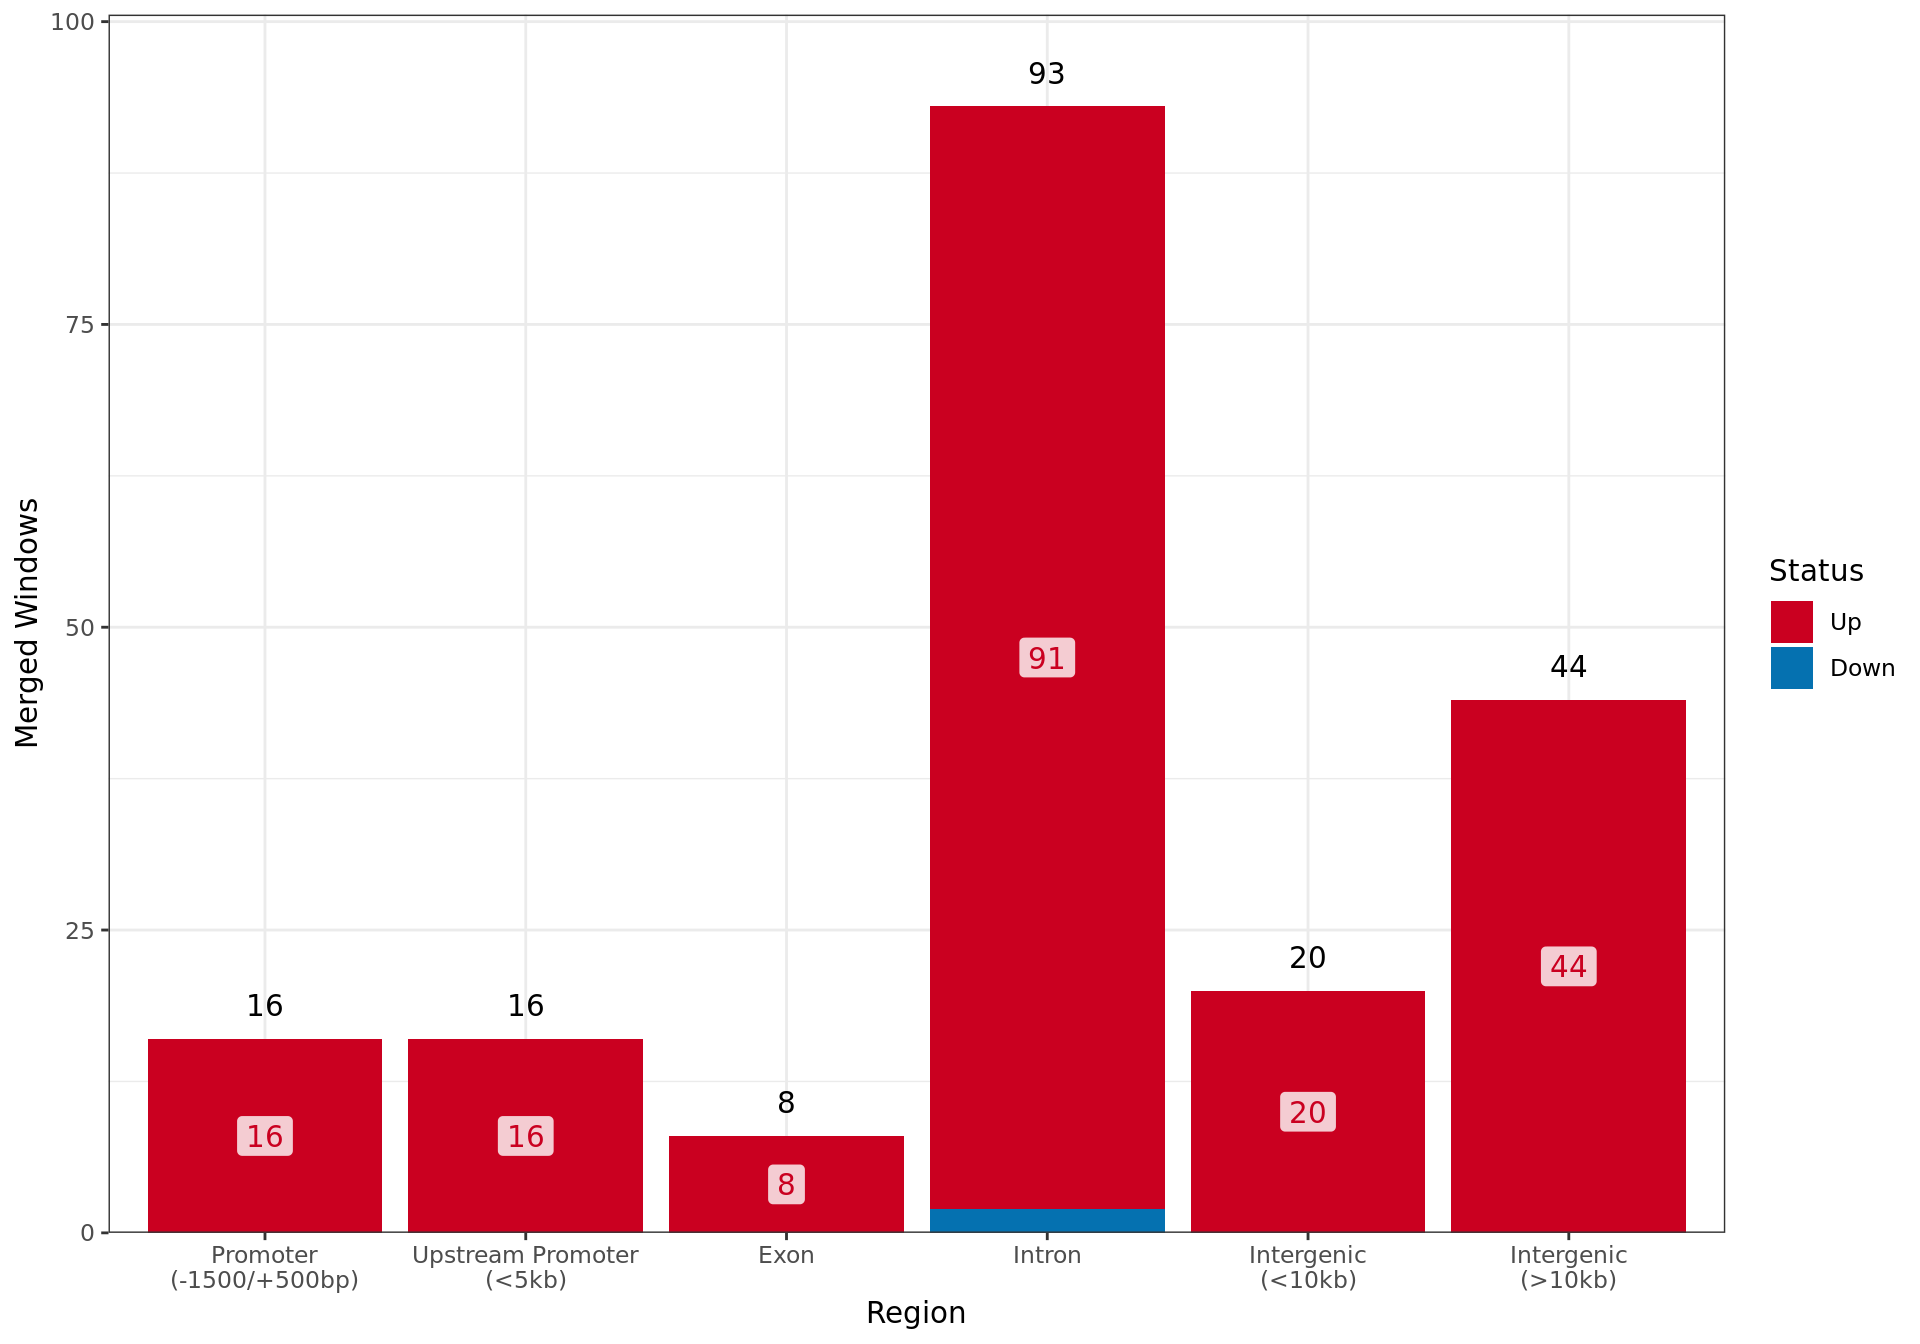 100
75
50
25
0
Merged Windows
16
16
16
16
8
8
93
91
20
20
44
44
Promoter
(-1500/+500bp)
Upstream Promoter
(<5kb)
Exon
Intron
Intergenic
(<10kb)
Intergenic
(>10kb)
Region
Status
Up
Down